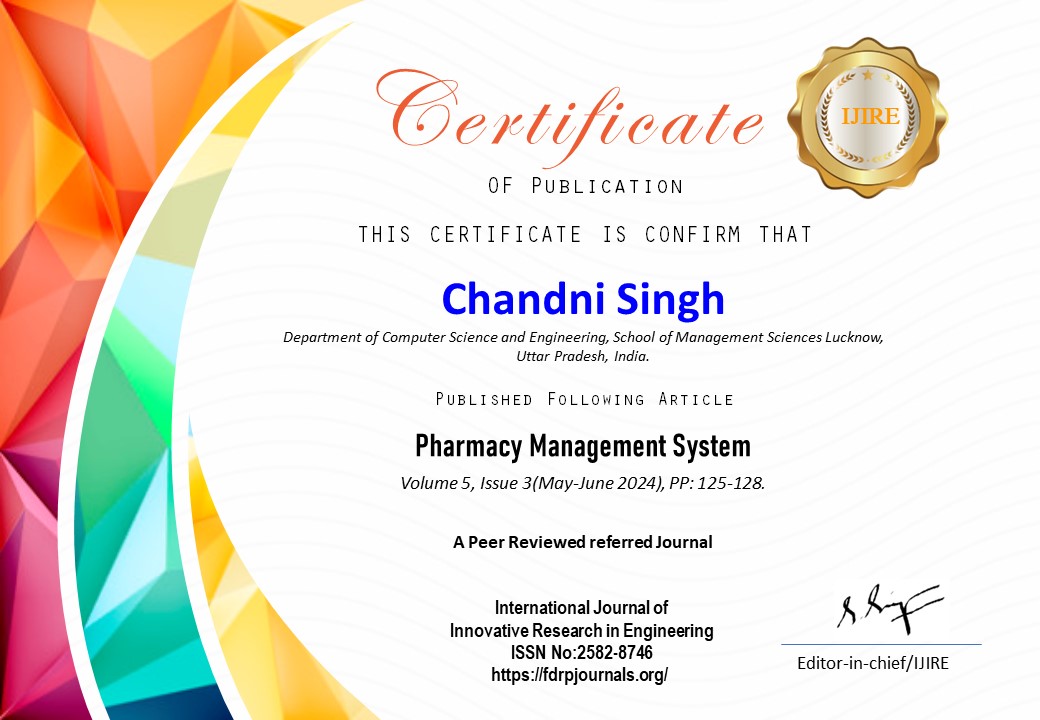 Certificate
IJIRE
OF PUBLICATION
THIS CERTIFICATE IS CONFIRM THAT
Chandni Singh
Department of Computer Science and Engineering, School of Management Sciences Lucknow,
Uttar Pradesh, India.
PUBLISHED FOLLOWING ARTICLE
Pharmacy Management System
Volume 5, Issue 3(May-June 2024), PP: 125-128.
A Peer Reviewed referred Journal
International Journal of
Innovative Research in Engineering
ISSN No:2582-8746
https://fdrpjournals.org/
Editor-in-chief/IJIRE